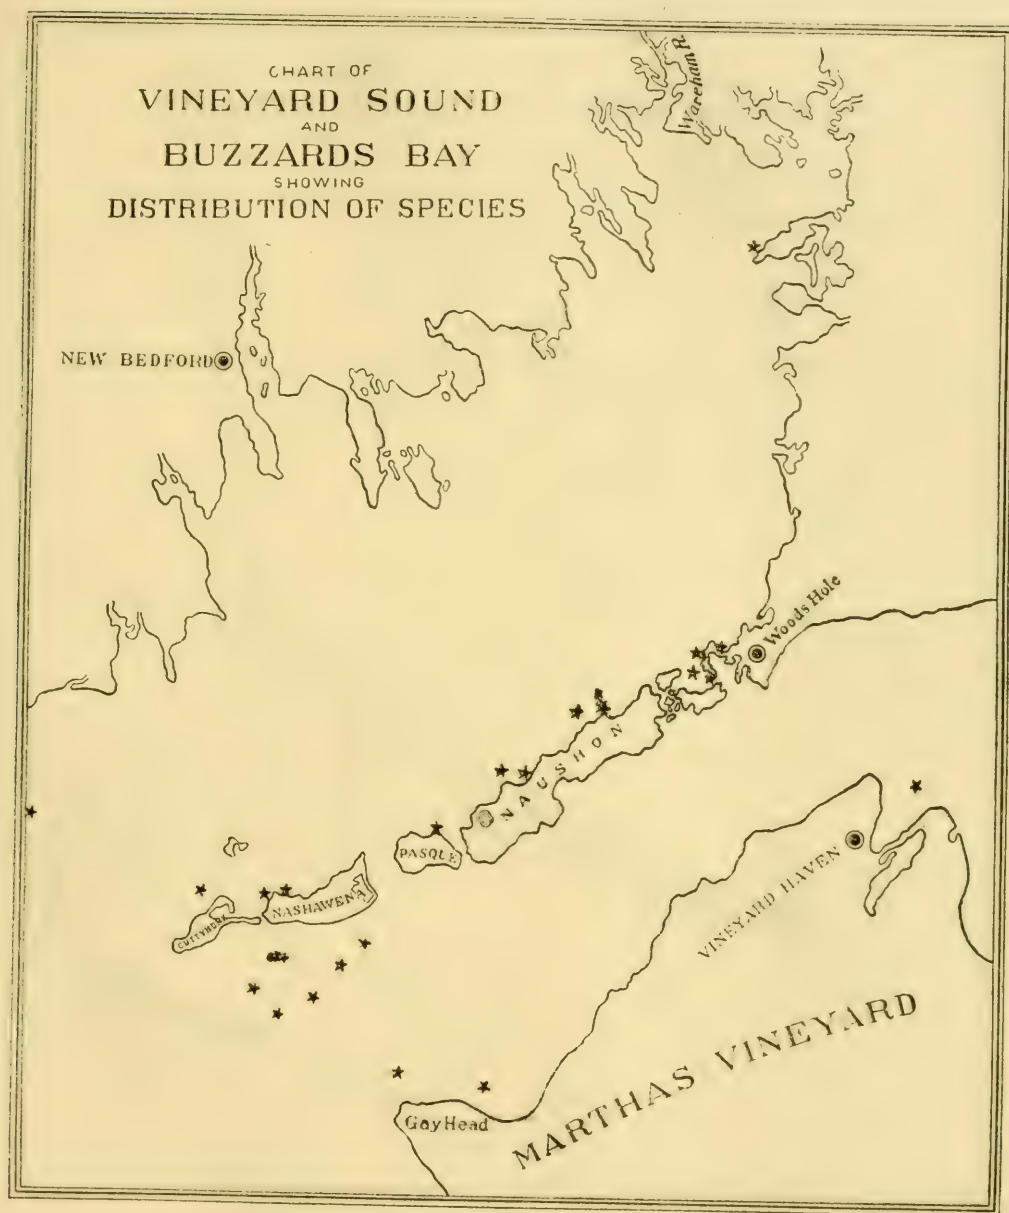 CHART OF
VINEYARD SOUND
AND
BUZZARDS BAY
SHOWING
DISTRIBUTION OF SPECIES
Wareham R.
NEW BEDFORD
Woods Hole
NAUSHON
PASQUE
NASHAWENA
CUTTYHUNK
VINEYARD HAVEN
MARTHAS VINEYARD
Gay Head